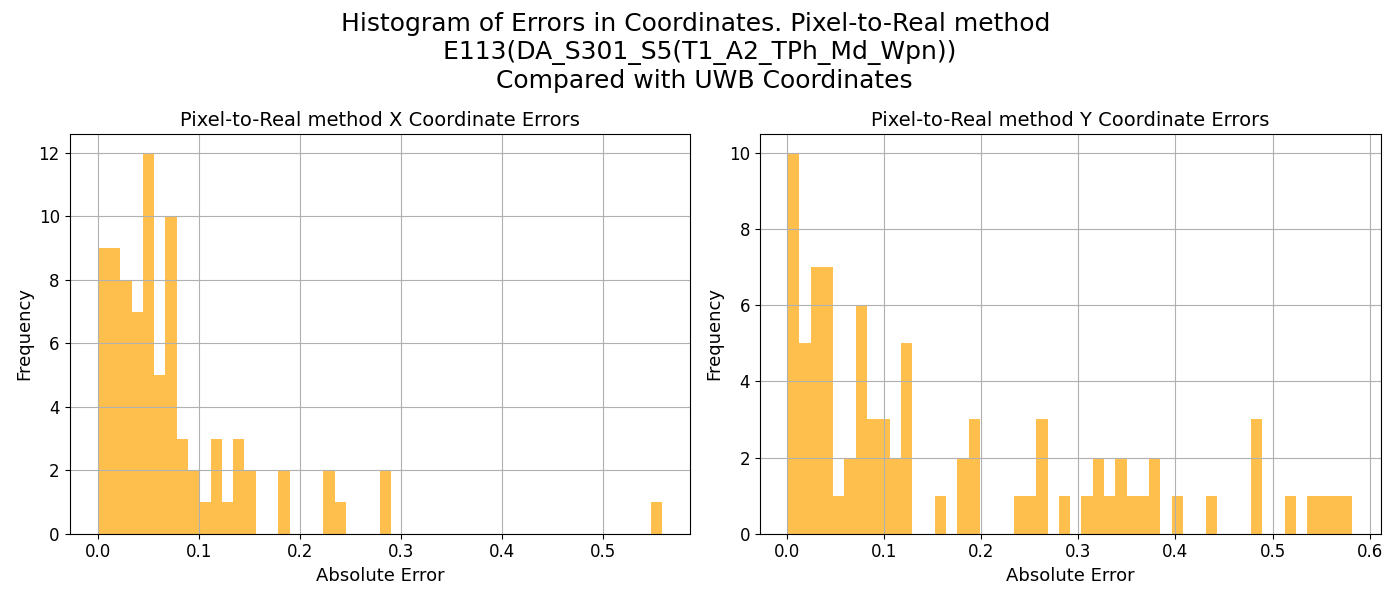 Histogram of Errors in Coordinates. Pixel-to-Real method
E113(DA_S301_S5(T1_A2_TPh_Md_Wpn))
Compared with UWB Coordinates
Pixel-to-Real method X Coordinate Errors
Frequency
12
10
8
6
4
2
0
0.0 0.1 0.2 0.3 0.4 0.5
Absolute Error
Pixel-to-Real method Y Coordinate Errors
Frequency
10
8
6
4
2
0
0.0 0.1 0.2 0.3 0.4 0.5 0.6
Absolute Error